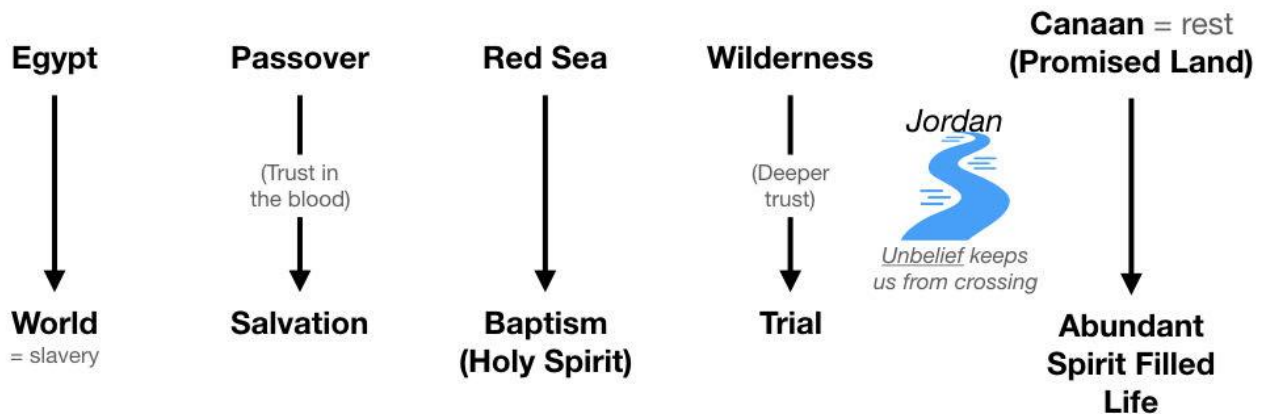 Egypt
World
= slavery
Passover
(Trust in
the blood)
Salvation
Red Sea
Baptism
(Holy Spirit)
Wilderness
(Deeper
trust)
Trial
Jordan
Unbelief keeps
us from crossing
Canaan = rest
(Promised Land)
Abundant
Spirit Filled
Life